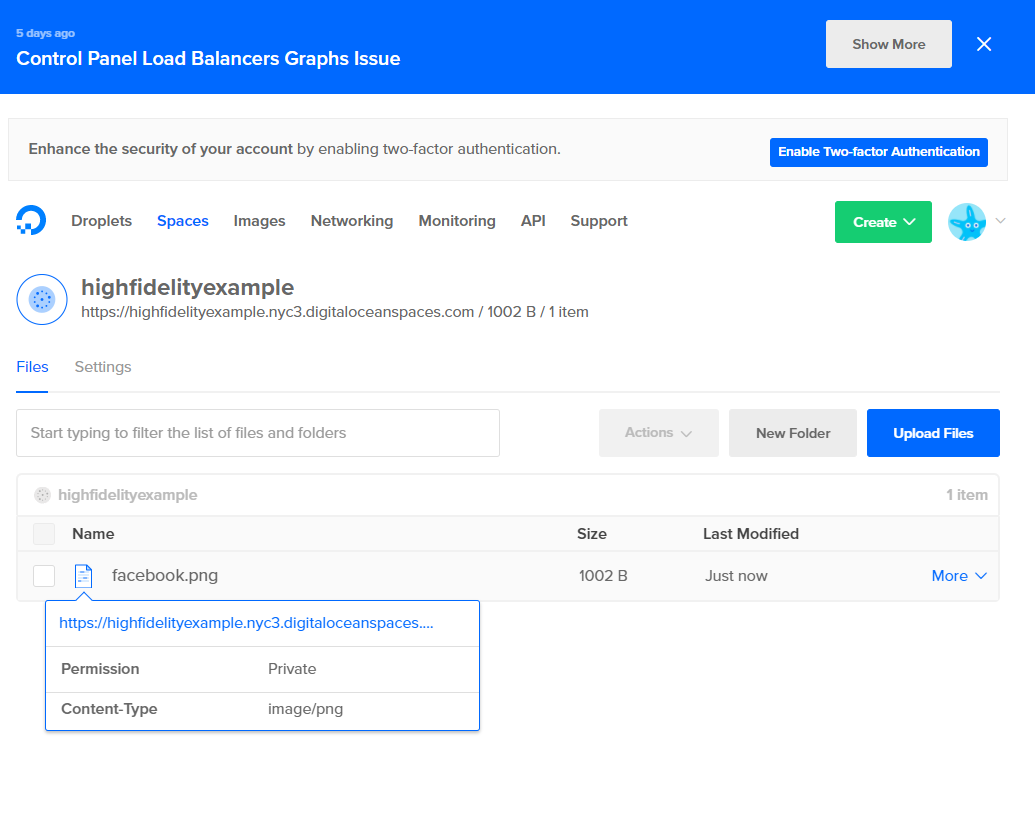 5 days ago
Control Panel Load Balancers Graphs Issue
Show More
Enhance the security of your account by enabling two-factor authentication.
Enable Two-factor Authentication
Droplets Spaces Images Networking Monitoring API Support
Create
highfidelityexample
https://highfidelityexample.nyc3.digitaloceanspaces.com / 1002 B / 1 item
Files Settings
Start typing to filter the list of files and folders
Actions
New Folder
Upload Files
highfidelityexample 1 item
Name Size Last Modified
facebook.png 1002 B Just now More
https://highfidelityexample.nyc3.digitaloceanspaces....
Permission Private
Content-Type image/png